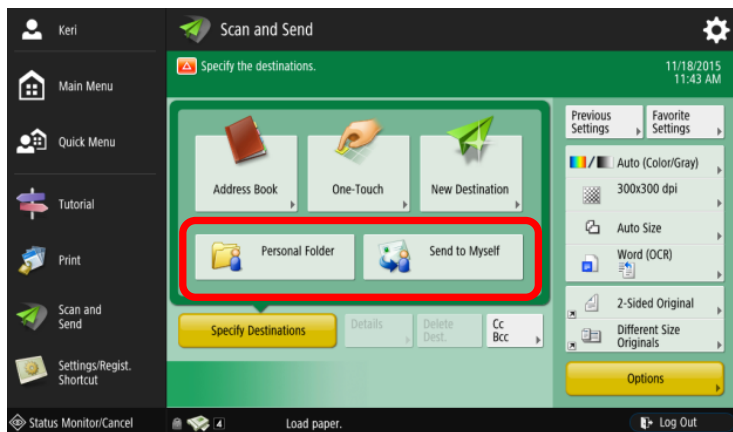 Keri
Main Menu
Quick Menu
Tutorial
Print
Scan and
Send
Settings/Regist.
Shortcut
Status Monitor/Cancel
Scan and Send
Specify the destinations.
11/18/2015
11:43 AM
Address Book
One-Touch
New Destination
Personal Folder
Send to Myself
Specify Destinations
Details
Delete
Dest.
Cc
Bcc
Previous
Settings
Favorite
Settings
Auto (Color/Gray)
300x300 dpi
Auto Size
Word (OCR)
2-Sided Original
Different Size
Originals
Options
4
Load paper.
Log Out